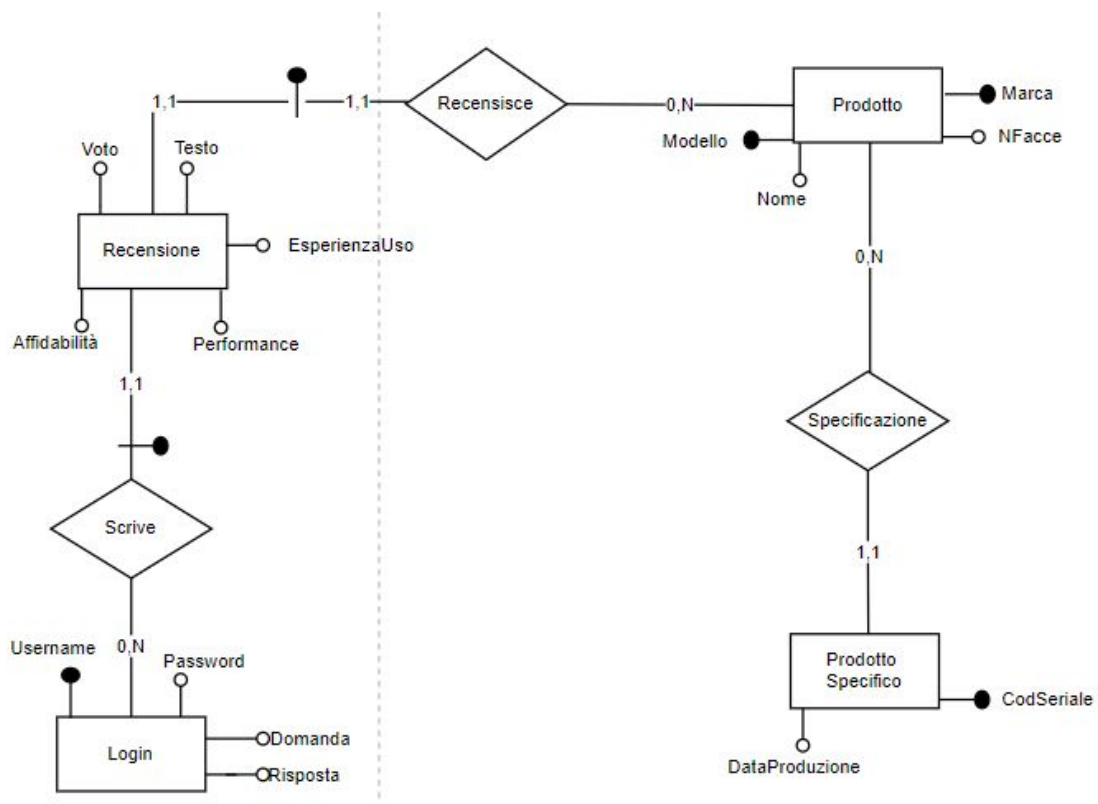 1,1
1,1
Recensisce
0,N
Prodotto
Marca
NFacce
Modello
Nome
Voto
Testo
Recensione
EsperienzaUso
Affidabilità
Performance
0,N
1,1
Specificazione
Scrive
1,1
Username
0,N
Password
Prodotto
Specifico
CodSeriale
Login
Domanda
Risposta
DataProduzione